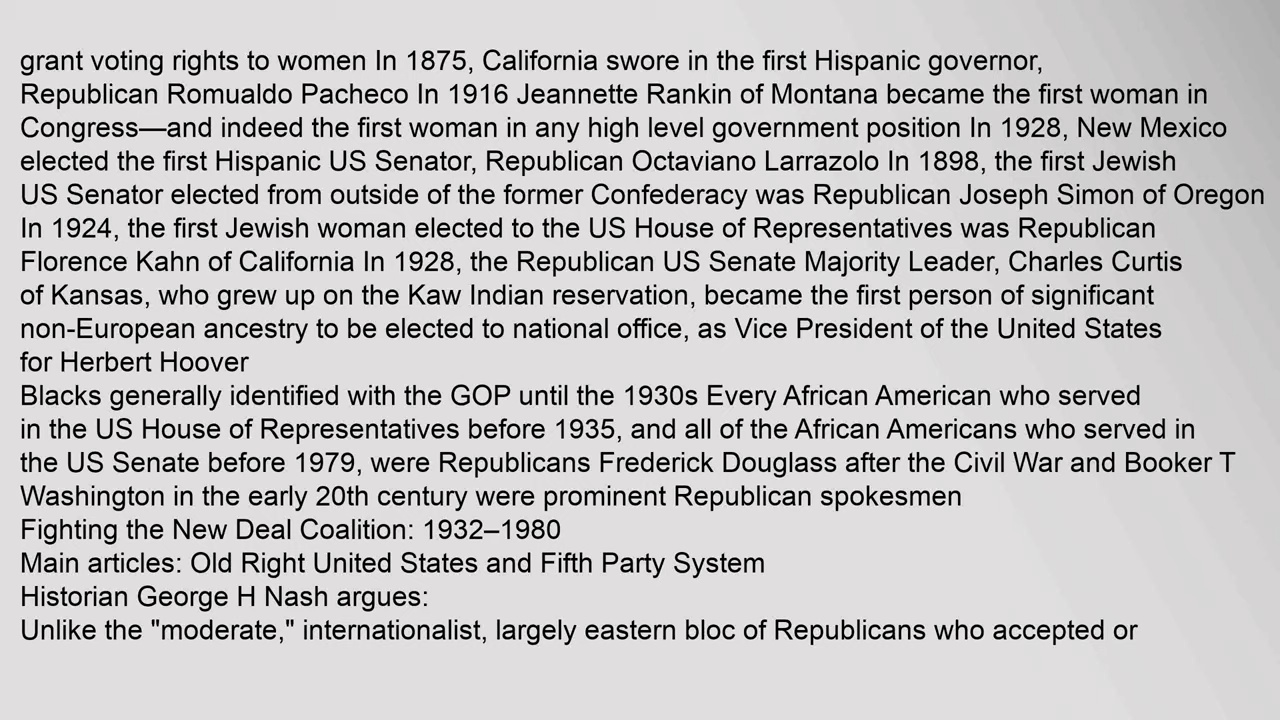 grant voting rights to women In 1875, California swore in the first Hispanic governor,
Republican Romualdo Pacheco In 1916 Jeannette Rankin of Montana became the first woman in
Congress—and indeed the first woman in any high level government position In 1928, New Mexico
elected the first Hispanic US Senator, Republican Octaviano Larrazolo In 1898, the first Jewish
US Senator elected from outside of the former Confederacy was Republican Joseph Simon of Oregon
In 1924, the first Jewish woman elected to the US House of Representatives was Republican
Florence Kahn of California In 1928, the Republican US Senate Majority Leader, Charles Curtis
of Kansas, who grew up on the Kaw Indian reservation, became the first person of significant
non-European ancestry to be elected to national office, as Vice President of the United States
for Herbert Hoover
Blacks generally identified with the GOP until the 1930s Every African American who served
in the US House of Representatives before 1935, and all of the African Americans who served in
the US Senate before 1979, were Republicans Frederick Douglass after the Civil War and Booker T
Washington in the early 20th century were prominent Republican spokesmen
Fighting the New Deal Coalition: 1932–1980
Main articles: Old Right United States and Fifth Party System
Historian George H Nash argues:
Unlike the "moderate," internationalist, largely eastern bloc of Republicans who accepted or